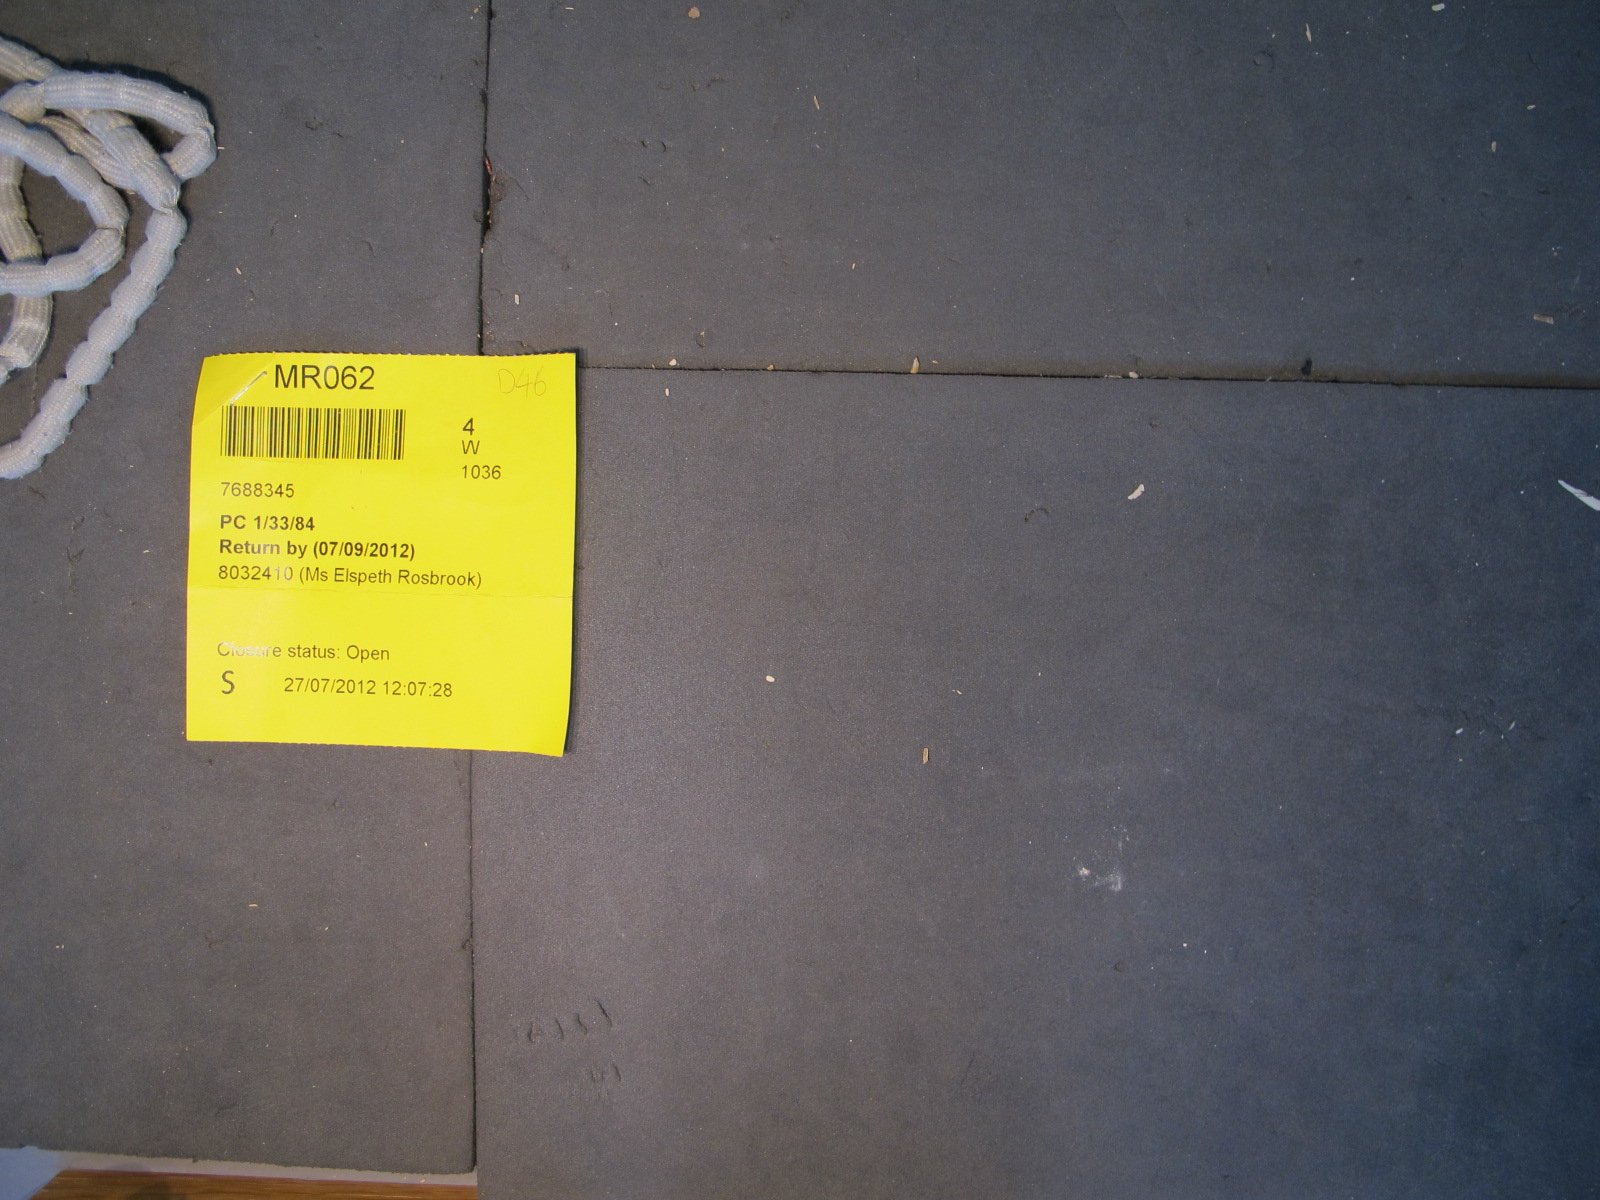 MR062 D46
4
W
1036
7688345
PC 1/33/84
Return by (07/09/2012)
8032410 (Ms Elspeth Rosbrook)
Closure status: Open
S 27/07/2012 12:07:28